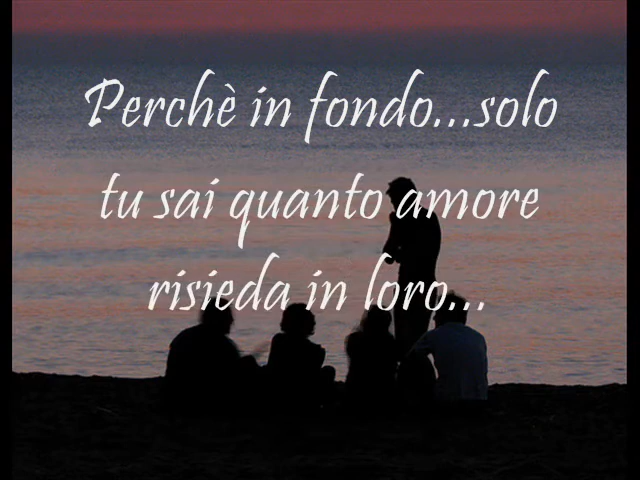 Perchè in fondo...solo
tu sai quanto amore
risieda in loro...